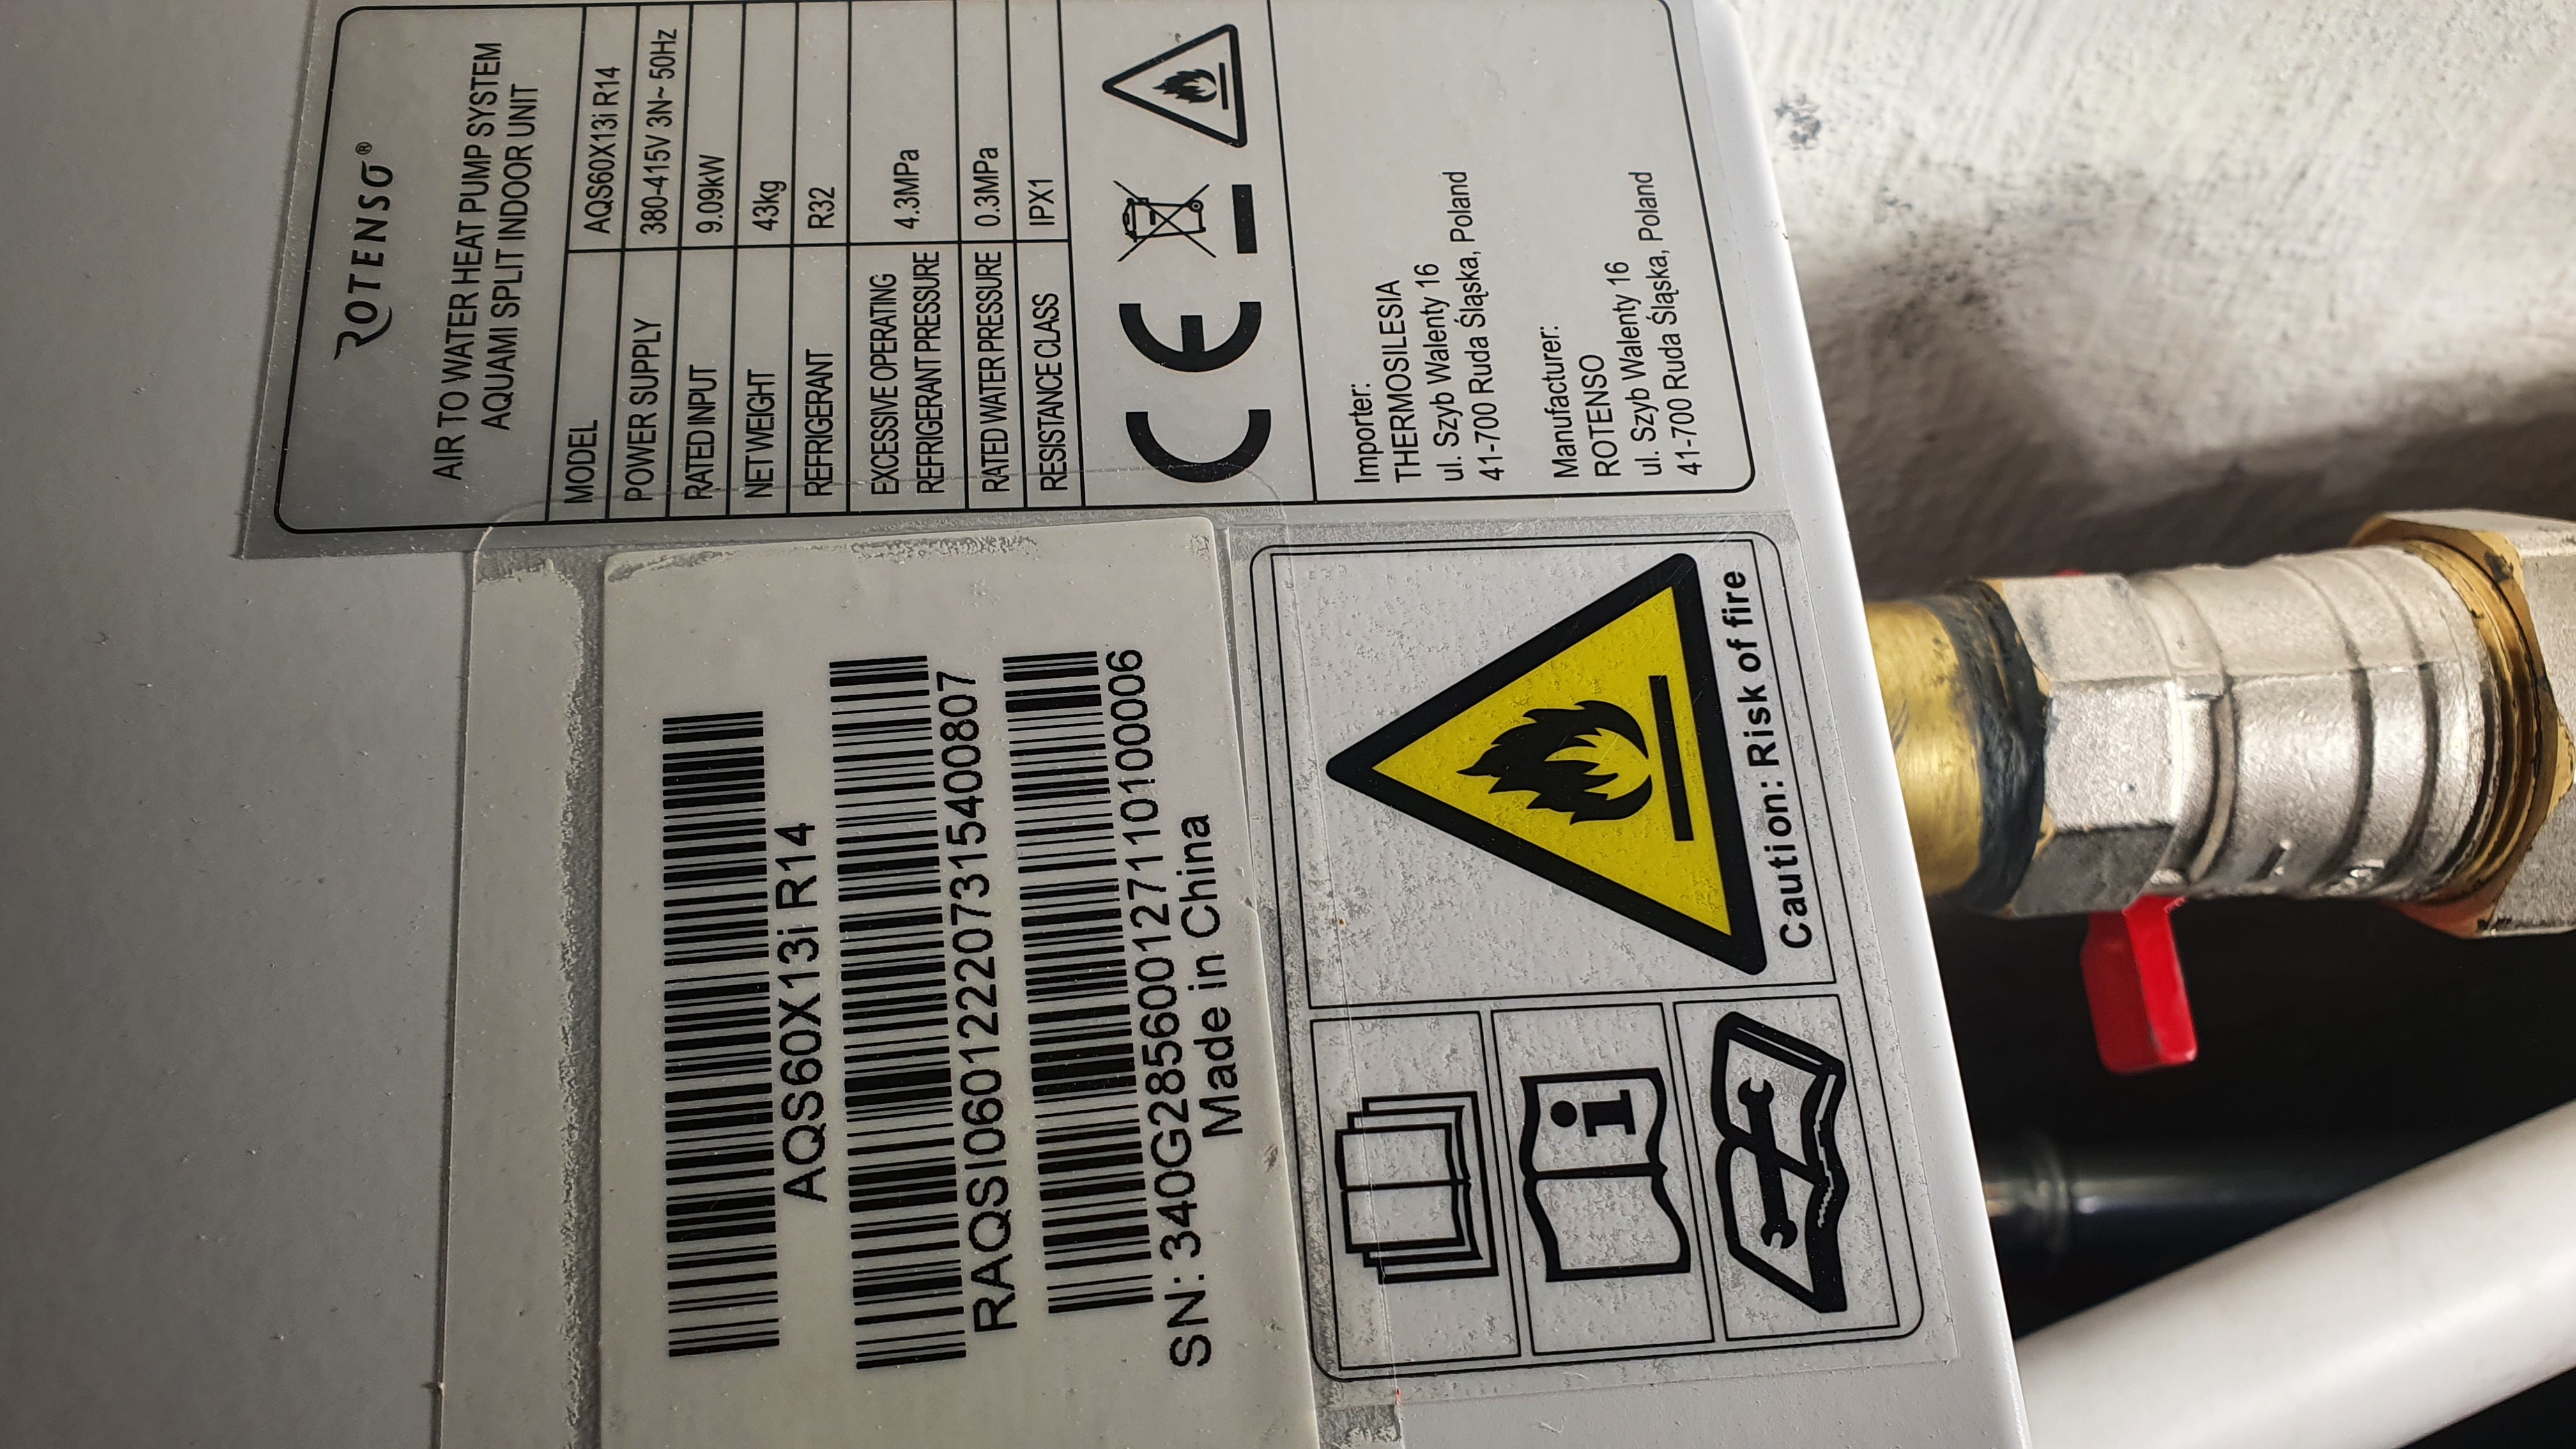 ROTENSO®
AIR TO WATER HEAT PUMP SYSTEM
AQUAMI SPLIT INDOOR UNIT
MODEL AQS60X13i R14
POWER SUPPLY 380-415V 3N~ 50Hz
RATED INPUT 9.09kW
NET WEIGHT 43kg
REFRIGERANT R32
EXCESSIVE OPERATING
REFRIGERANT PRESSURE 4.3MPa
RATED WATER PRESSURE 0.3MPa
RESISTANCE CLASS IPX1
CE
Importer:
THERMOSILESIA
ul. Szyb Walenty 16
41-700 Ruda Śląska, Poland
Manufacturer:
ROTENSO
ul. Szyb Walenty 16
41-700 Ruda Śląska, Poland
AQS60X13i R14
RAQSI060122207315400807
SN: 340G2856001271101010006
Made in China
i
Caution: Risk of fire